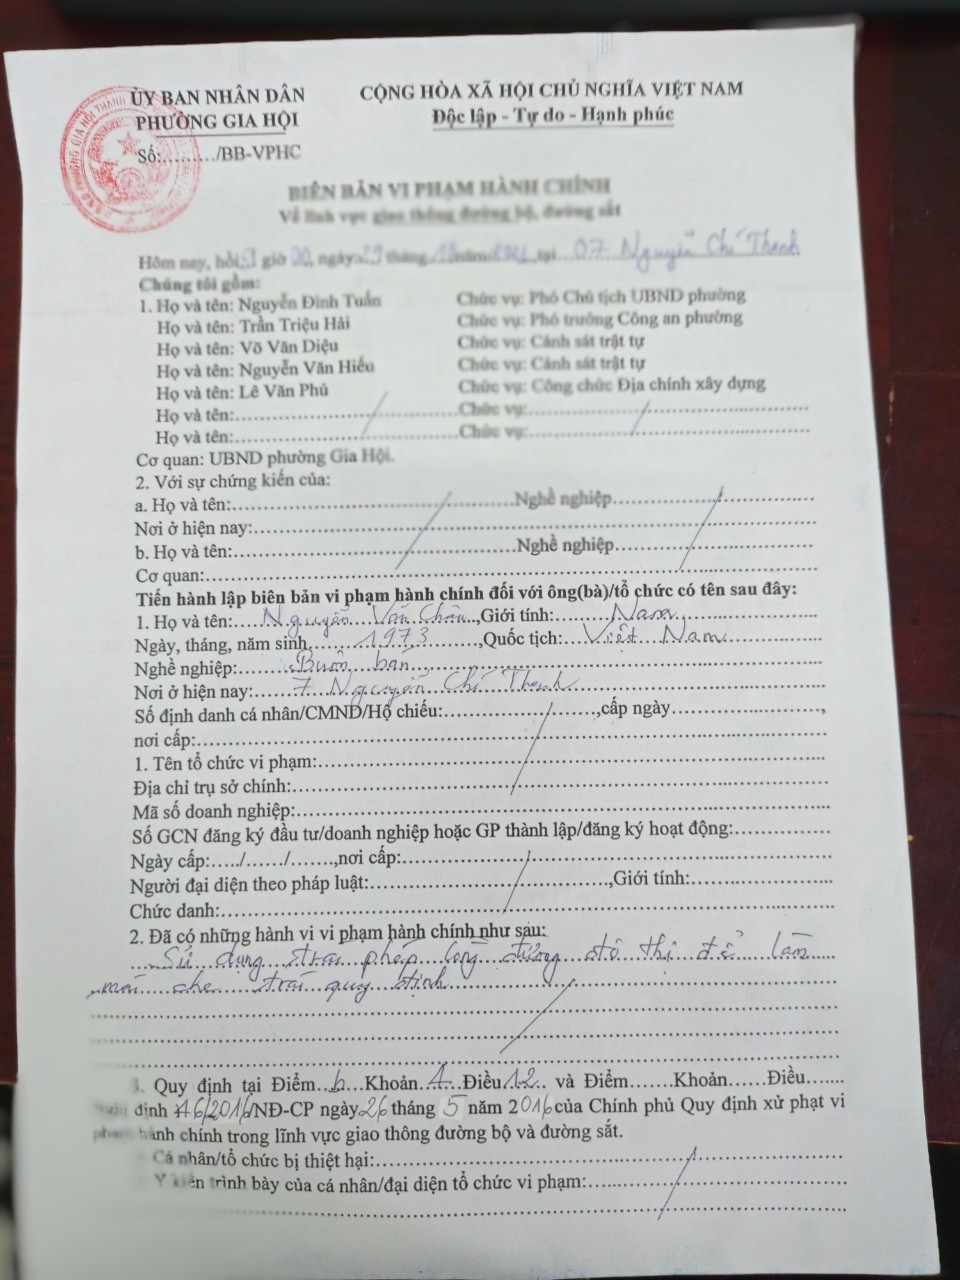 ỦY BAN NHÂN DÂN
PHƯỜNG GIA HỘI
Số:........./BB-VPHC
CỘNG HÒA XÃ HỘI CHỦ NGHĨA VIỆT NAM
Độc lập - Tự do - Hạnh phúc
BIÊN BẢN VI PHẠM HÀNH CHÍNH
Về lĩnh vực giao thông đường bộ, đường sắt
Hôm nay, hồi giờ ngày 29 tháng năm tại 07 Nguyễn Chí Thanh
Chúng tôi gồm:
1. Họ và tên: Nguyễn Đình Tuấn Chức vụ: Phó Chủ tịch UBND phường
Họ và tên: Trần Triệu Hải Chức vụ: Phó trưởng Công an phường
Họ và tên: Võ Văn Diệu Chức vụ: Cảnh sát trật tự
Họ và tên: Nguyễn Văn Hiếu Chức vụ: Cảnh sát trật tự
Họ và tên: Lê Văn Phủ Chức vụ: Công chức Địa chính xây dựng
Họ và tên:.............................Chức vụ:.............................
Họ và tên:.............................Chức vụ:.............................
Cơ quan: UBND phường Gia Hội.
2. Với sự chứng kiến của:
a. Họ và tên:.............................Nghề nghiệp.............................
Nơi ở hiện nay:.............................
b. Họ và tên:.............................Nghề nghiệp.............................
Cơ quan:.............................
Tiến hành lập biên bản vi phạm hành chính đối với ông(bà)/tổ chức có tên sau đây:
1. Họ và tên: Nguyễn Văn Chân, Giới tính: Nam
Ngày, tháng, năm sinh 1973, Quốc tịch: Việt Nam
Nghề nghiệp: Buôn bán
Nơi ở hiện nay: 7 Nguyễn Chí Thanh
Số định danh cá nhân/CMND/Hộ chiếu:....................,cấp ngày....................,
nơi cấp:.............................
1. Tên tổ chức vi phạm:.............................
Địa chỉ trụ sở chính:.............................
Mã số doanh nghiệp:.............................
Số GCN đăng ký đầu tư/doanh nghiệp hoặc GP thành lập/đăng ký hoạt động:..............
Ngày cấp:...../....../.......,nơi cấp:.............................
Người đại diện theo pháp luật:.............................,Giới tính:....................
Chức danh:.............................
2. Đã có những hành vi vi phạm hành chính như sau:
Sử dụng trái phép lòng đường đô thị để làm
mái che trái quy định
3. Quy định tại Điểm b Khoản 4 Điều 12 và Điểm.......Khoản......Điều.......
Nghị định 46/2016/NĐ-CP ngày 26 tháng 5 năm 2016 của Chính phủ Quy định xử phạt vi
phạm hành chính trong lĩnh vực giao thông đường bộ và đường sắt.
Cá nhân/tổ chức bị thiệt hại:.............................
Ý kiến trình bày của cá nhân/đại diện tổ chức vi phạm:.............................